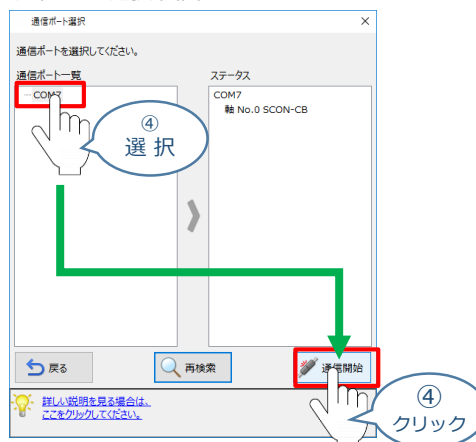 通信ポート選択
通信ポートを選択してください。
通信ポート一覧
ステータス
COM7
COM7
軸 No.0 SCON-CB
④
選 択
戻る
再検索
通信開始
詳しい説明を見る場合は、
ここをクリックしてください。
④
クリック